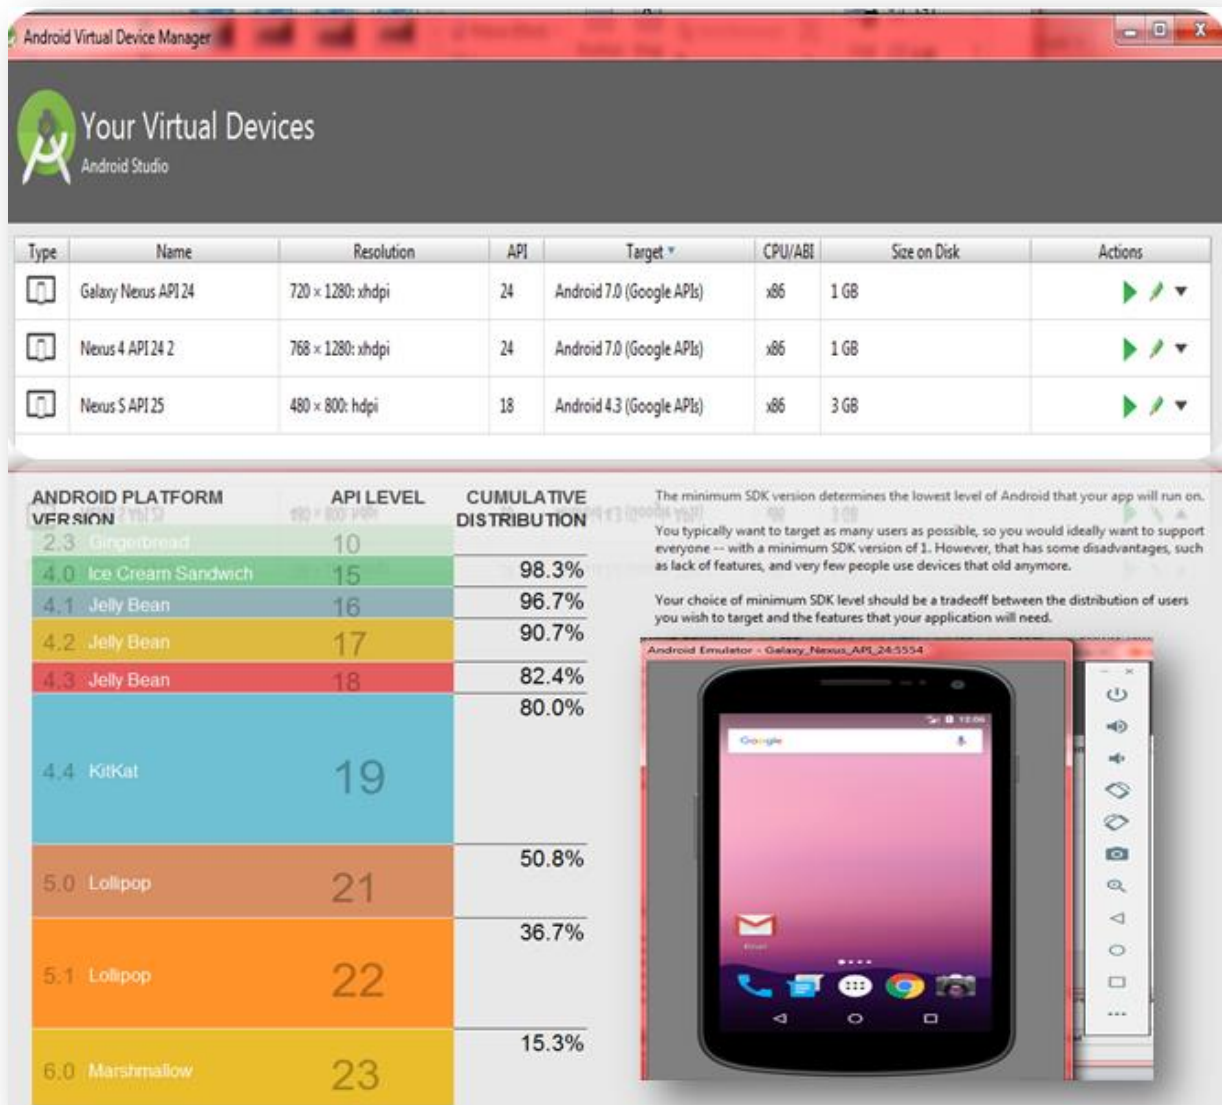 Android Virtual Device Manager
Your Virtual Devices
Android Studio
Type Name Resolution API Target CPU/ABI Size on Disk Actions
Galaxy Nexus API 24 720 × 1280: xhdpi 24 Android 7.0 (Google APIs) x86 1 GB
Nexus 4 API 24 2 768 × 1280: xhdpi 24 Android 7.0 (Google APIs) x86 1 GB
Nexus S API 25 480 × 800: hdpi 18 Android 4.3 (Google APIs) x86 3 GB
ANDROID PLATFORM
VERSION
API LEVEL
CUMULATIVE
DISTRIBUTION
2.3 Gingerbread 10
4.0 Ice Cream Sandwich 15 98.3%
4.1 Jelly Bean 16 96.7%
4.2 Jelly Bean 17 90.7%
4.3 Jelly Bean 18 82.4%
80.0%
4.4 KitKat 19
50.8%
5.0 Lollipop 21
36.7%
5.1 Lollipop 22
15.3%
6.0 Marshmallow 23
The minimum SDK version determines the lowest level of Android that your app will run on.
You typically want to target as many users as possible, so you would ideally want to support
everyone -- with a minimum SDK version of 1. However, that has some disadvantages, such
as lack of features, and very few people use devices that old anymore.
Your choice of minimum SDK level should be a tradeoff between the distribution of users
you wish to target and the features that your application will need.
Android Emulator - Galaxy_Nexus_API_24:5554
Google